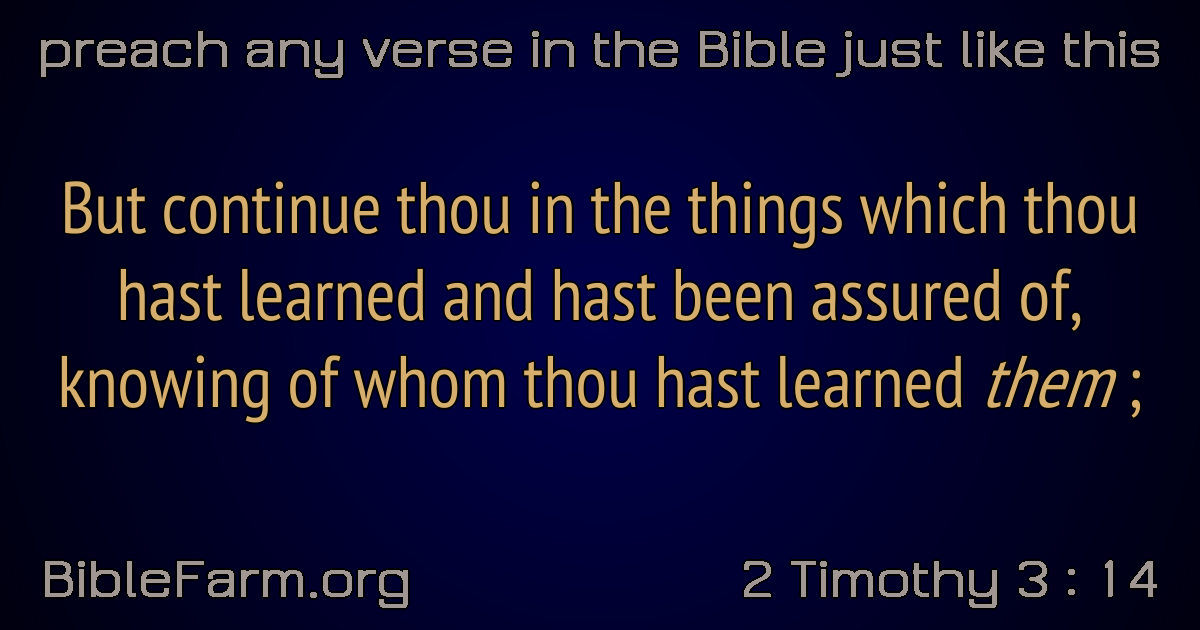 preach any verse in the Bible just like this
But continue thou in the things which thou
hast learned and hast been assured of,
knowing of whom thou hast learned them ;
BibleFarm.org
2 Timothy 3 : 14